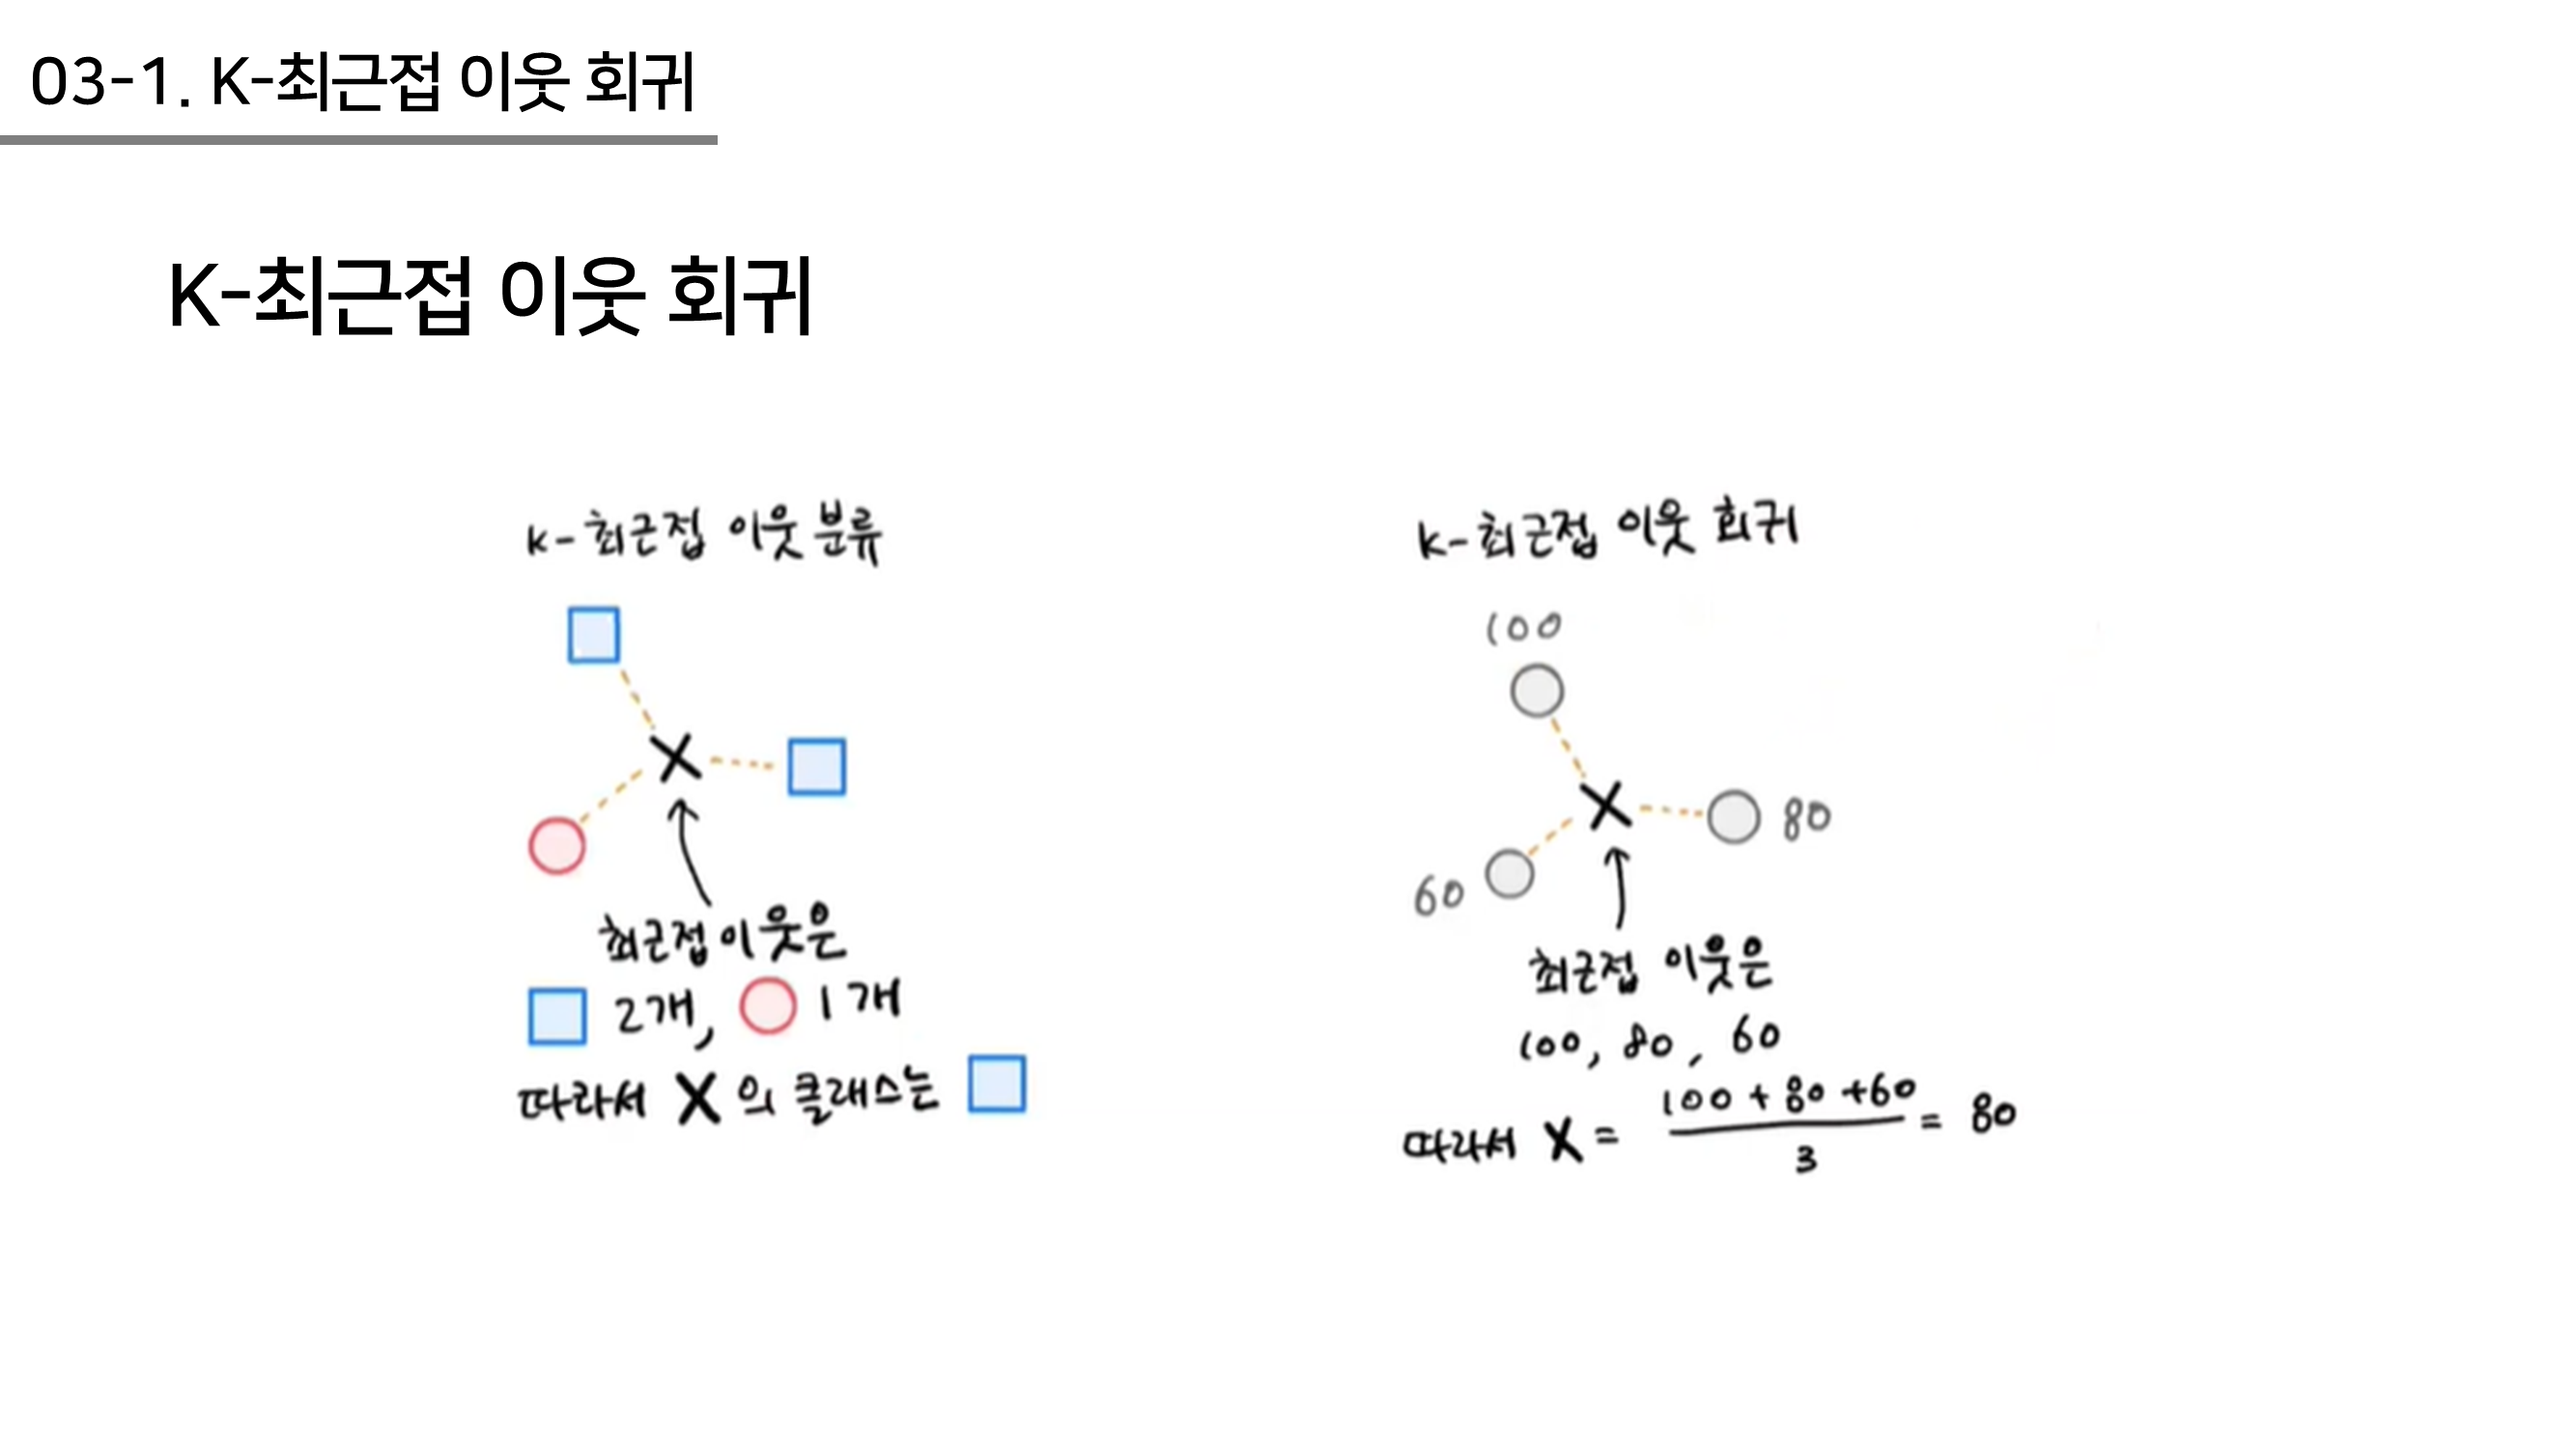 03-1. K-최근접 이웃 회귀
K-최근접 이웃 회귀
k-최근접 이웃 분류
최근접 이웃은
2개, 1개
따라서 X의 클래스는
k-최근접 이웃 회귀
100
80
60
최근접 이웃은
100, 80, 60
따라서 X = 100 + 80 + 60 / 3 = 80